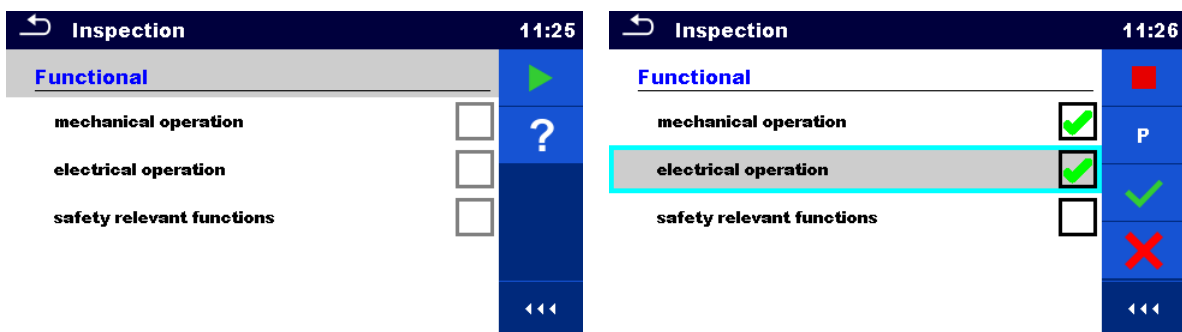 Inspection 11:25
Functional
mechanical operation
?
electrical operation
safety relevant functions
Inspection 11:26
Functional
mechanical operation
P
electrical operation
safety relevant functions